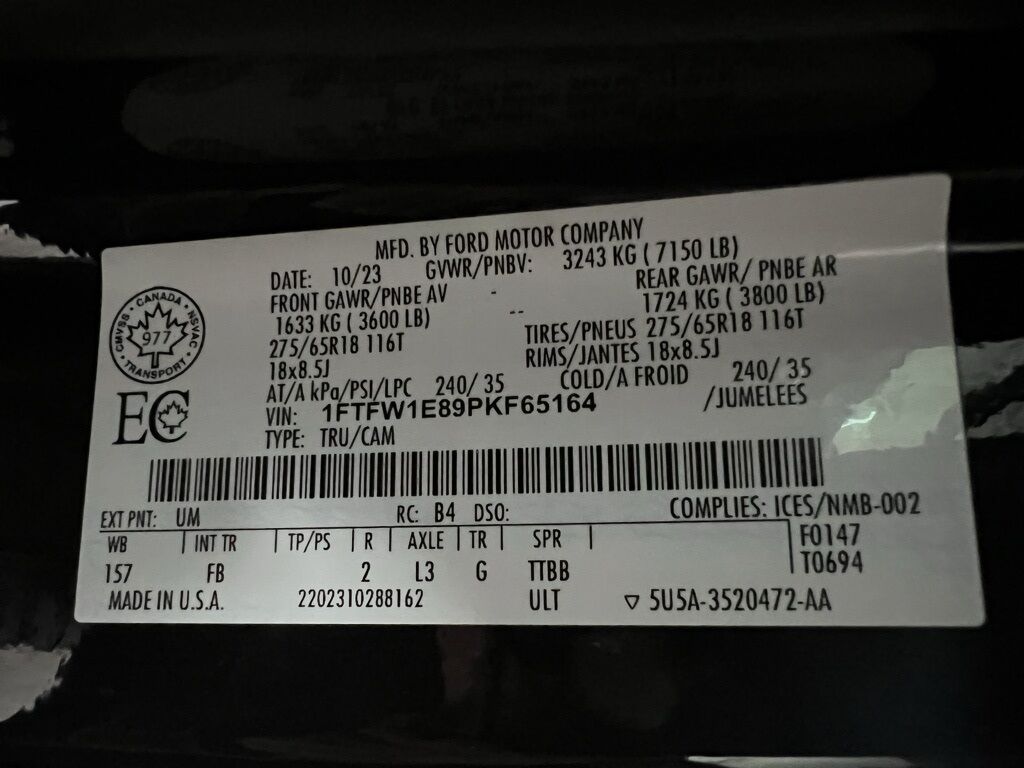 MFD. BY FORD MOTOR COMPANY
DATE: 10/23 GVWR/PNBV: 3243 KG ( 7150 LB)
FRONT GAWR/PNBE AV - REAR GAWR/ PNBE AR
1633 KG ( 3600 LB) -- 1724 KG ( 3800 LB)
275/65R18 116T TIRES/PNEUS 275/65R18 116T
18x8.5J RIMS/JANTES 18x8.5J
AT/A kPa/PSI/LPC 240/ 35 COLD/A FROID 240/ 35
VIN: 1FTFW1E89PKF65164 /JUMELEES
TYPE: TRU/CAM
CANADA
CMVSS • NSVAC
977
TRANSPORT
EC
EXT PNT: UM RC: B4 DSO: COMPLIES: ICES/NMB-002
WB | INT TR | TP/PS | R | AXLE | TR | SPR | F0147
157 FB 2 L3 G TTBB T0694
MADE IN U.S.A. 2202310288162 ULT ▽ 5U5A-3520472-AA